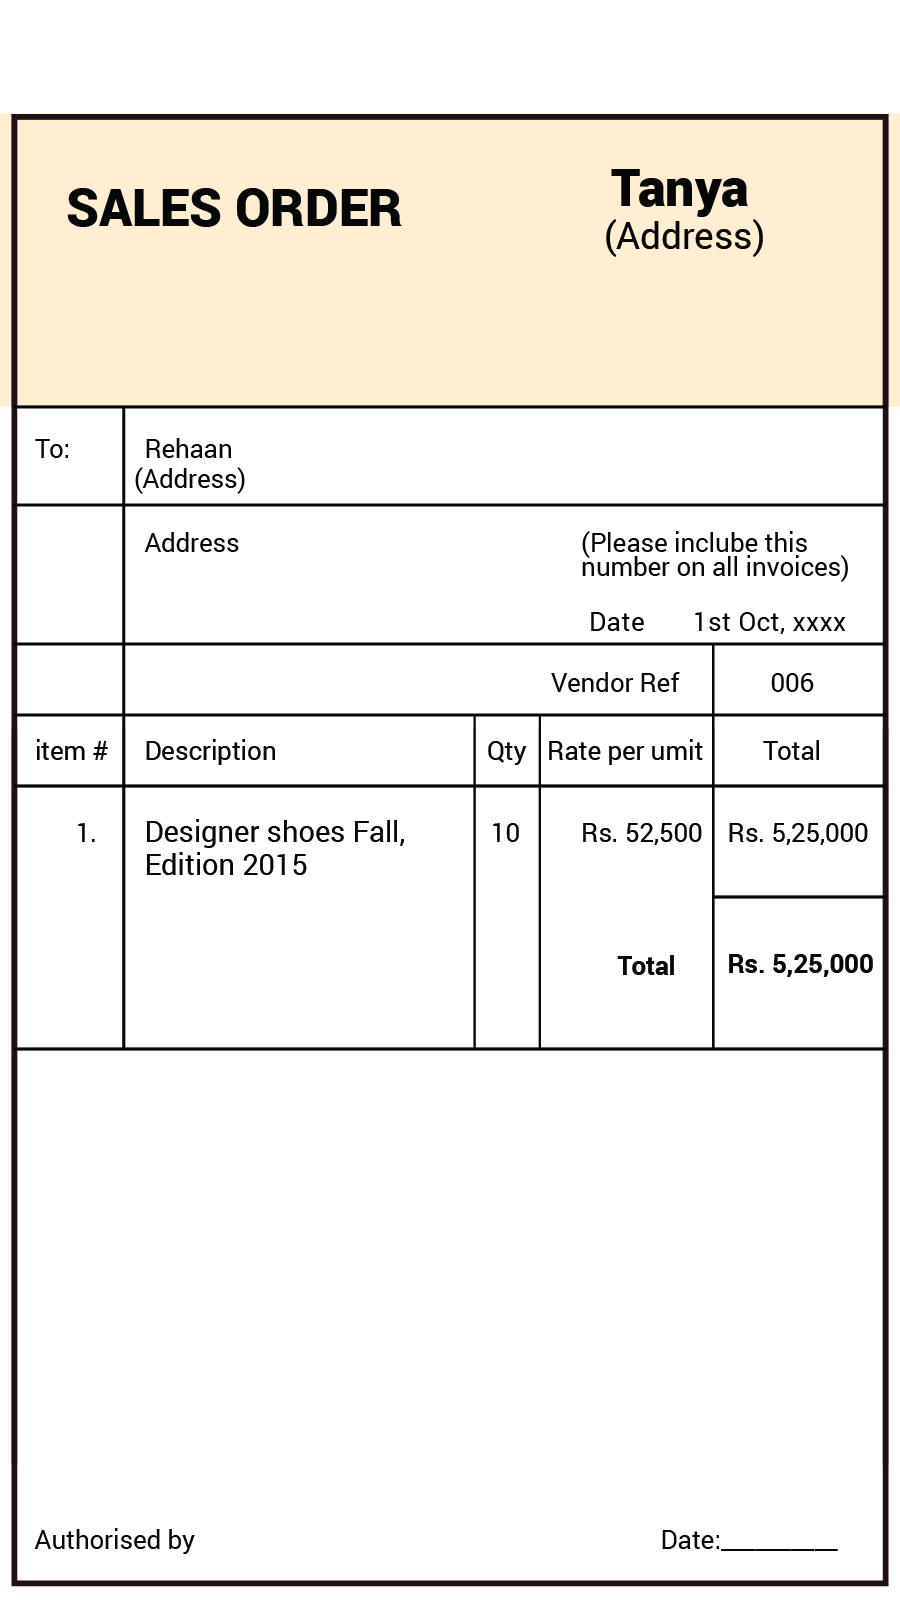 SALES ORDER
Tanya
(Address)
To:
Rehaan
(Address)
Address
(Please inclube this
number on all invoices)
Date 1st Oct, xxxx
Vendor Ref 006
item # Description Qty Rate per umit Total
1. Designer shoes Fall, 10 Rs. 52,500 Rs. 5,25,000
Edition 2015
Total Rs. 5,25,000
Authorised by Date:_________